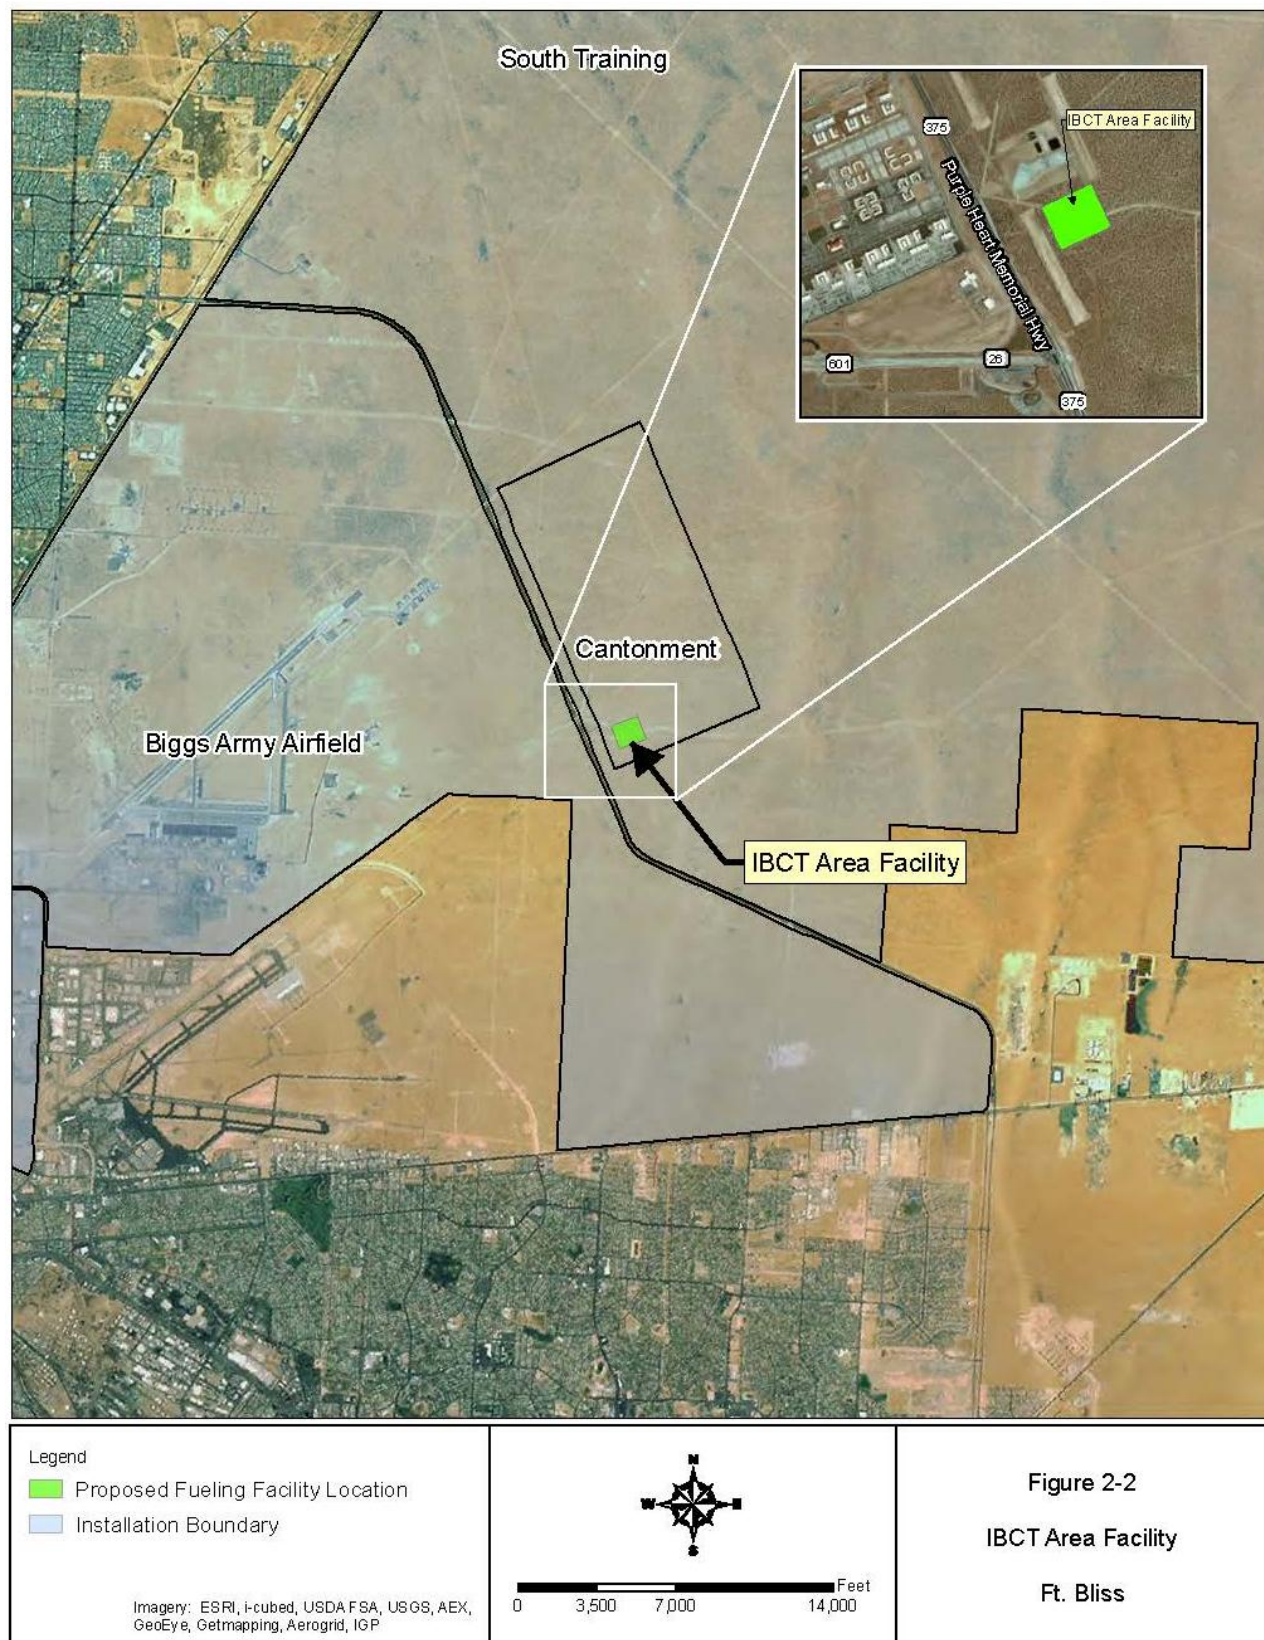 South Training
IBCT Area Facility
375
Purple Heart Memorial Hwy
601
26
375
Cantonment
Biggs Army Airfield
IBCT Area Facility
Legend
Proposed Fueling Facility Location
Installation Boundary
Imagery: ESRI, i-cubed, USDA FSA, USGS, AEX,
GeoEye, Getmapping, Aerogrid, IGP
N
W
E
S
Feet
0 3,500 7,000 14,000
Figure 2-2
IBCT Area Facility
Ft. Bliss